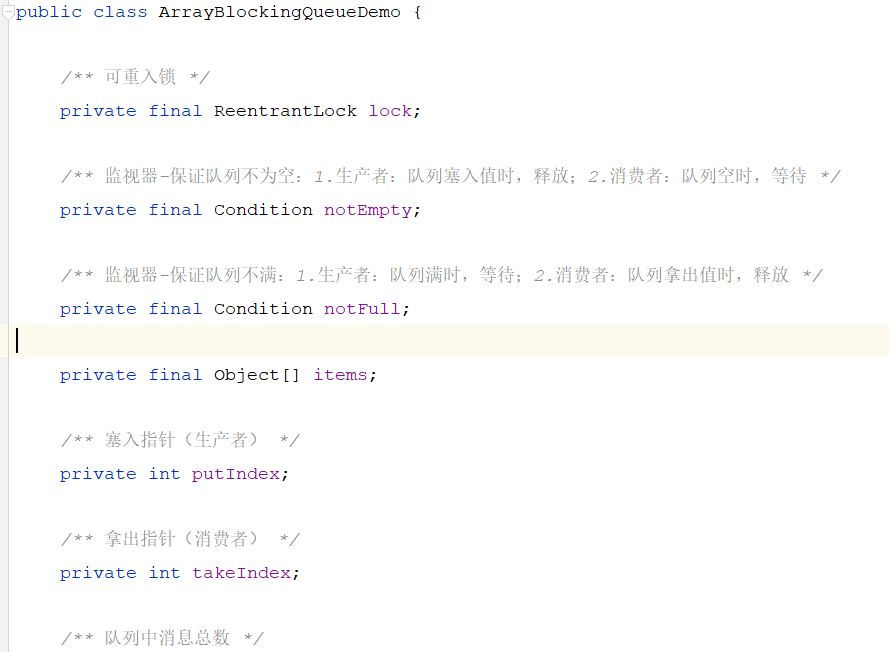 public class ArrayBlockingQueueDemo {
/** 可重入锁 */
private final ReentrantLock lock;
/** 监视器-保证队列不为空：1.生产者：队列塞入值时，释放；2.消费者：队列空时，等待 */
private final Condition notEmpty;
/** 监视器-保证队列不满：1.生产者：队列满时，等待；2.消费者：队列拿出值时，释放 */
private final Condition notFull;
private final Object[] items;
/** 塞入指针（生产者） */
private int putIndex;
/** 拿出指针（消费者） */
private int takeIndex;
/** 队列中消息总数 */